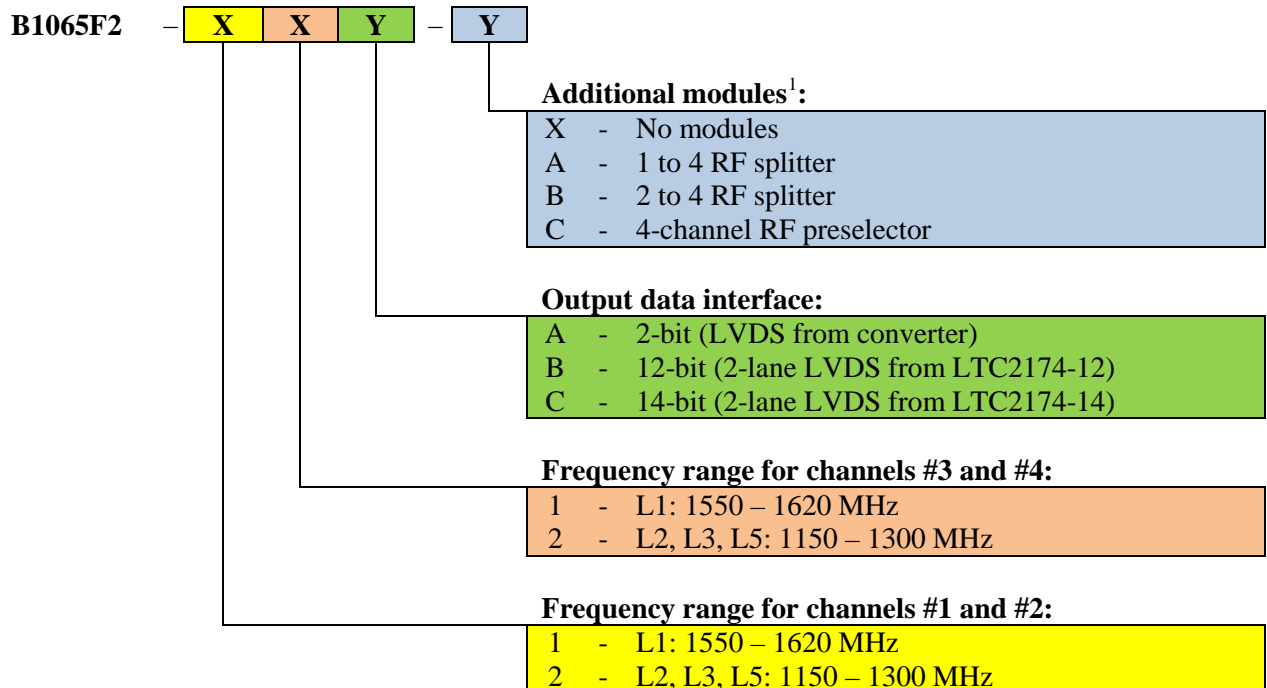 B1065F2 – X X Y – Y
Additional modules¹:
X - No modules
A - 1 to 4 RF splitter
B - 2 to 4 RF splitter
C - 4-channel RF preselector
Output data interface:
A - 2-bit (LVDS from converter)
B - 12-bit (2-lane LVDS from LTC2174-12)
C - 14-bit (2-lane LVDS from LTC2174-14)
Frequency range for channels #3 and #4:
1 - L1: 1550 – 1620 MHz
2 - L2, L3, L5: 1150 – 1300 MHz
Frequency range for channels #1 and #2:
1 - L1: 1550 – 1620 MHz
2 - L2, L3, L5: 1150 – 1300 MHz